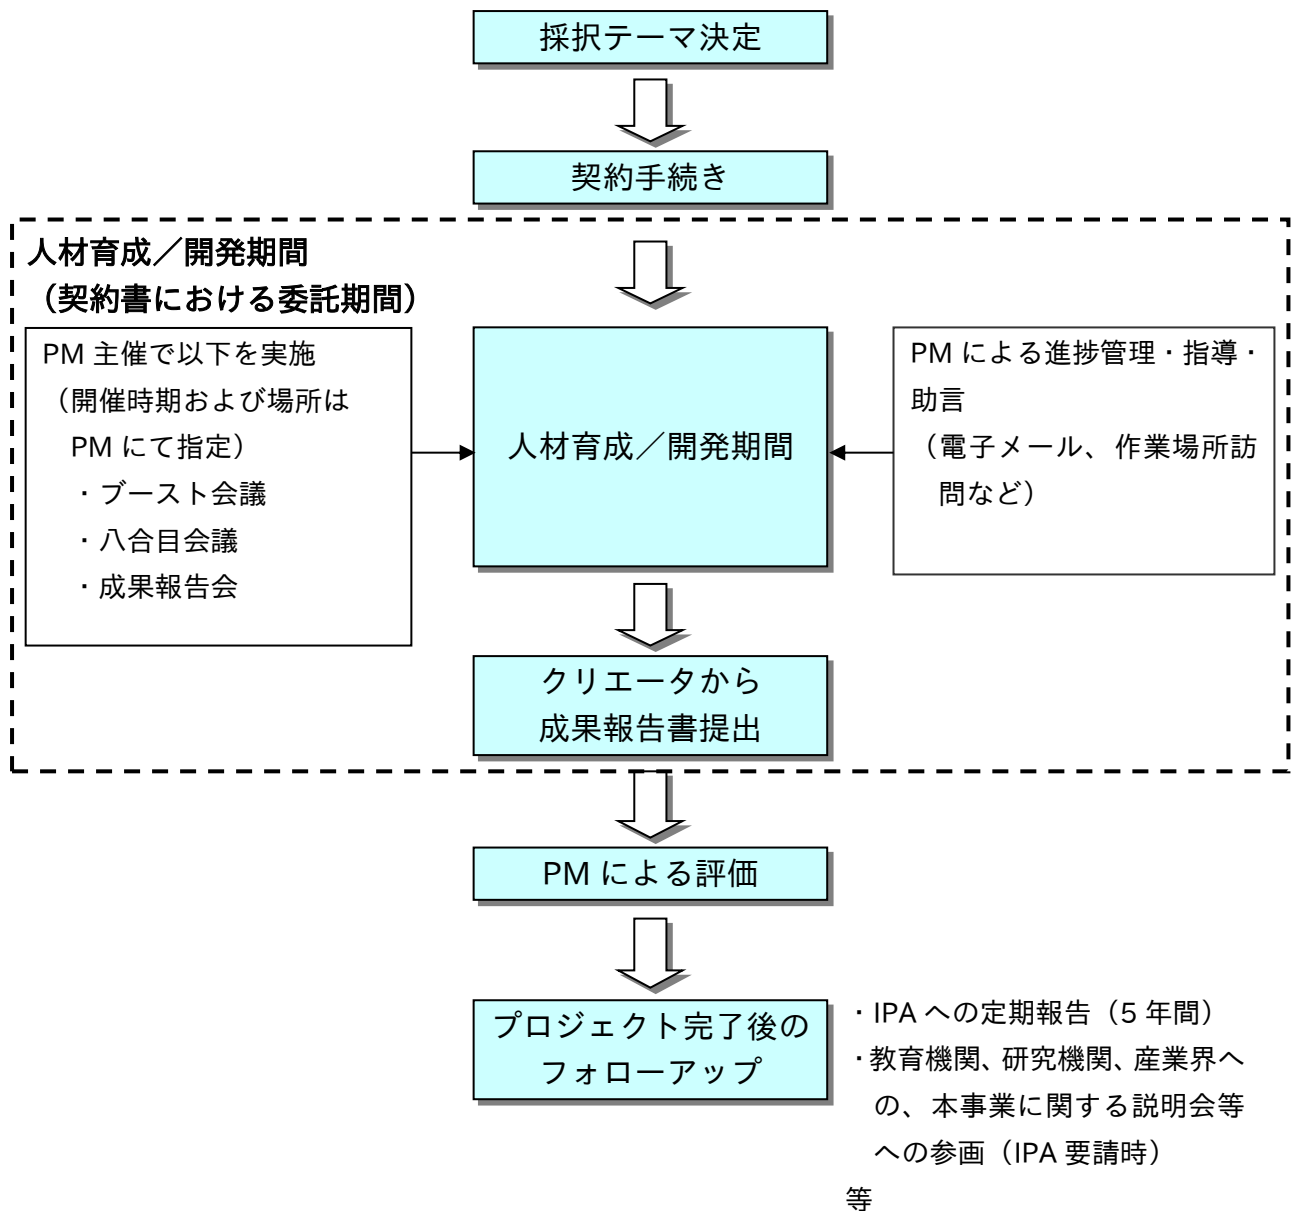 採択テーマ決定
契約手続き
人材育成／開発期間
（契約書における委託期間）
PM 主催で以下を実施
（開催時期および場所は
PM にて指定）
・ブースト会議
・八合目会議
・成果報告会
人材育成／開発期間
PM による進捗管理・指導・
助言
（電子メール、作業場所訪
問など）
クリエータから
成果報告書提出
PM による評価
プロジェクト完了後の
フォローアップ
・IPA への定期報告（5 年間）
・教育機関、研究機関、産業界へ
の、本事業に関する説明会等
への参画（IPA 要請時）
等